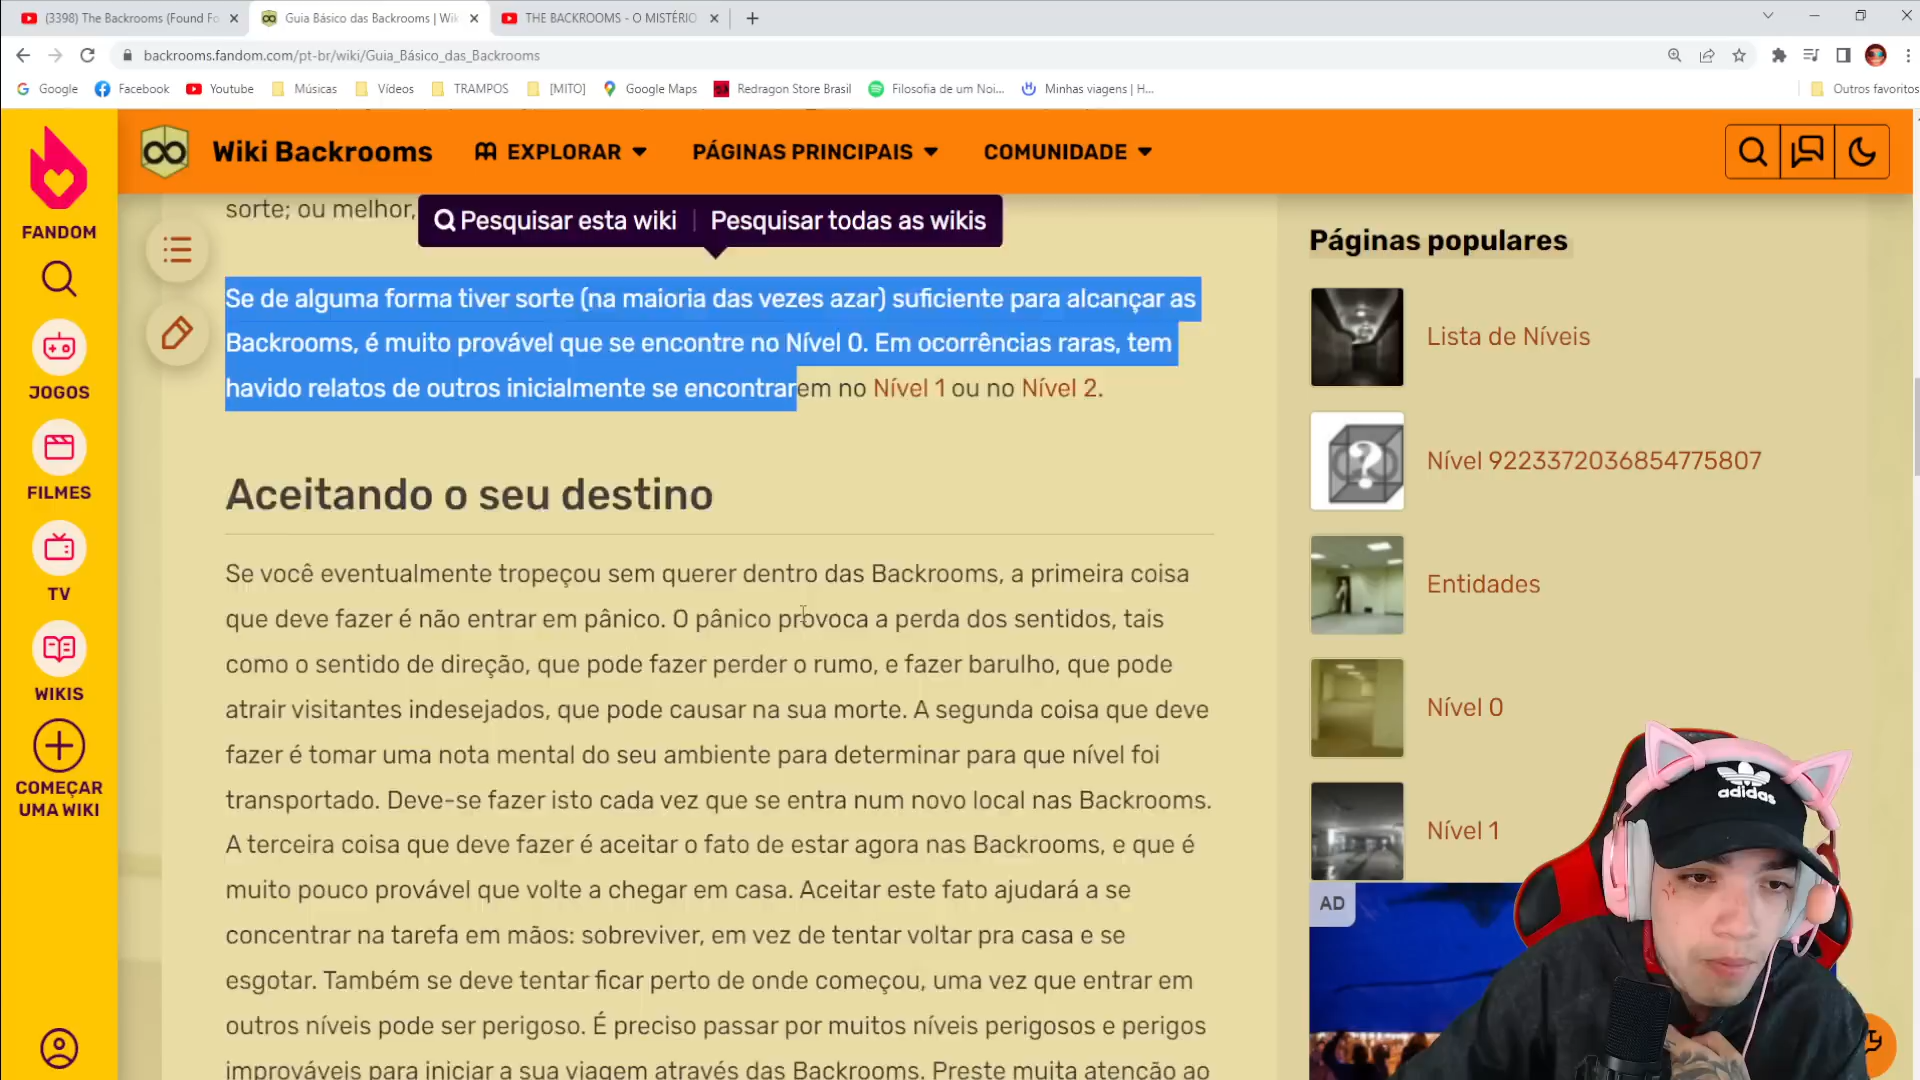 (3398) The Backrooms (Found Fo
Guia Básico das Backrooms | Wiki
THE BACKROOMS - O MISTÉRIO
backrooms.fandom.com/pt-br/wiki/Guia_Básico_das_Backrooms
Google
Facebook
Youtube
Músicas
Vídeos
TRAMPOS
[MITO]
Google Maps
Redragon Store Brasil
Filosofia de um Noi...
Minhas viagens | H...
Outros favoritos
Wiki Backrooms
EXPLORAR
PÁGINAS PRINCIPAIS
COMUNIDADE
FANDOM
JOGOS
FILMES
TV
WIKIS
COMEÇAR
UMA WIKI
sorte; ou melhor,
Pesquisar esta wiki | Pesquisar todas as wikis
Se de alguma forma tiver sorte (na maioria das vezes azar) suficiente para alcançar as
Backrooms, é muito provável que se encontre no Nível 0. Em ocorrências raras, tem
havido relatos de outros inicialmente se encontrarem no Nível 1 ou no Nível 2.
Aceitando o seu destino
Se você eventualmente tropeçou sem querer dentro das Backrooms, a primeira coisa
que deve fazer é não entrar em pânico. O pânico provoca a perda dos sentidos, tais
como o sentido de direção, que pode fazer perder o rumo, e fazer barulho, que pode
atrair visitantes indesejados, que pode causar na sua morte. A segunda coisa que deve
fazer é tomar uma nota mental do seu ambiente para determinar para que nível foi
transportado. Deve-se fazer isto cada vez que se entra num novo local nas Backrooms.
A terceira coisa que deve fazer é aceitar o fato de estar agora nas Backrooms, e que é
muito pouco provável que volte a chegar em casa. Aceitar este fato ajudará a se
concentrar na tarefa em mãos: sobreviver, em vez de tentar voltar pra casa e se
esgotar. Também se deve tentar ficar perto de onde começou, uma vez que entrar em
outros níveis pode ser perigoso. É preciso passar por muitos níveis perigosos e perigos
improváveis para iniciar a sua viagem através das Backrooms. Preste muita atenção ao
Páginas populares
Lista de Níveis
Nível 9223372036854775807
Entidades
Nível 0
Nível 1
AD
adidas